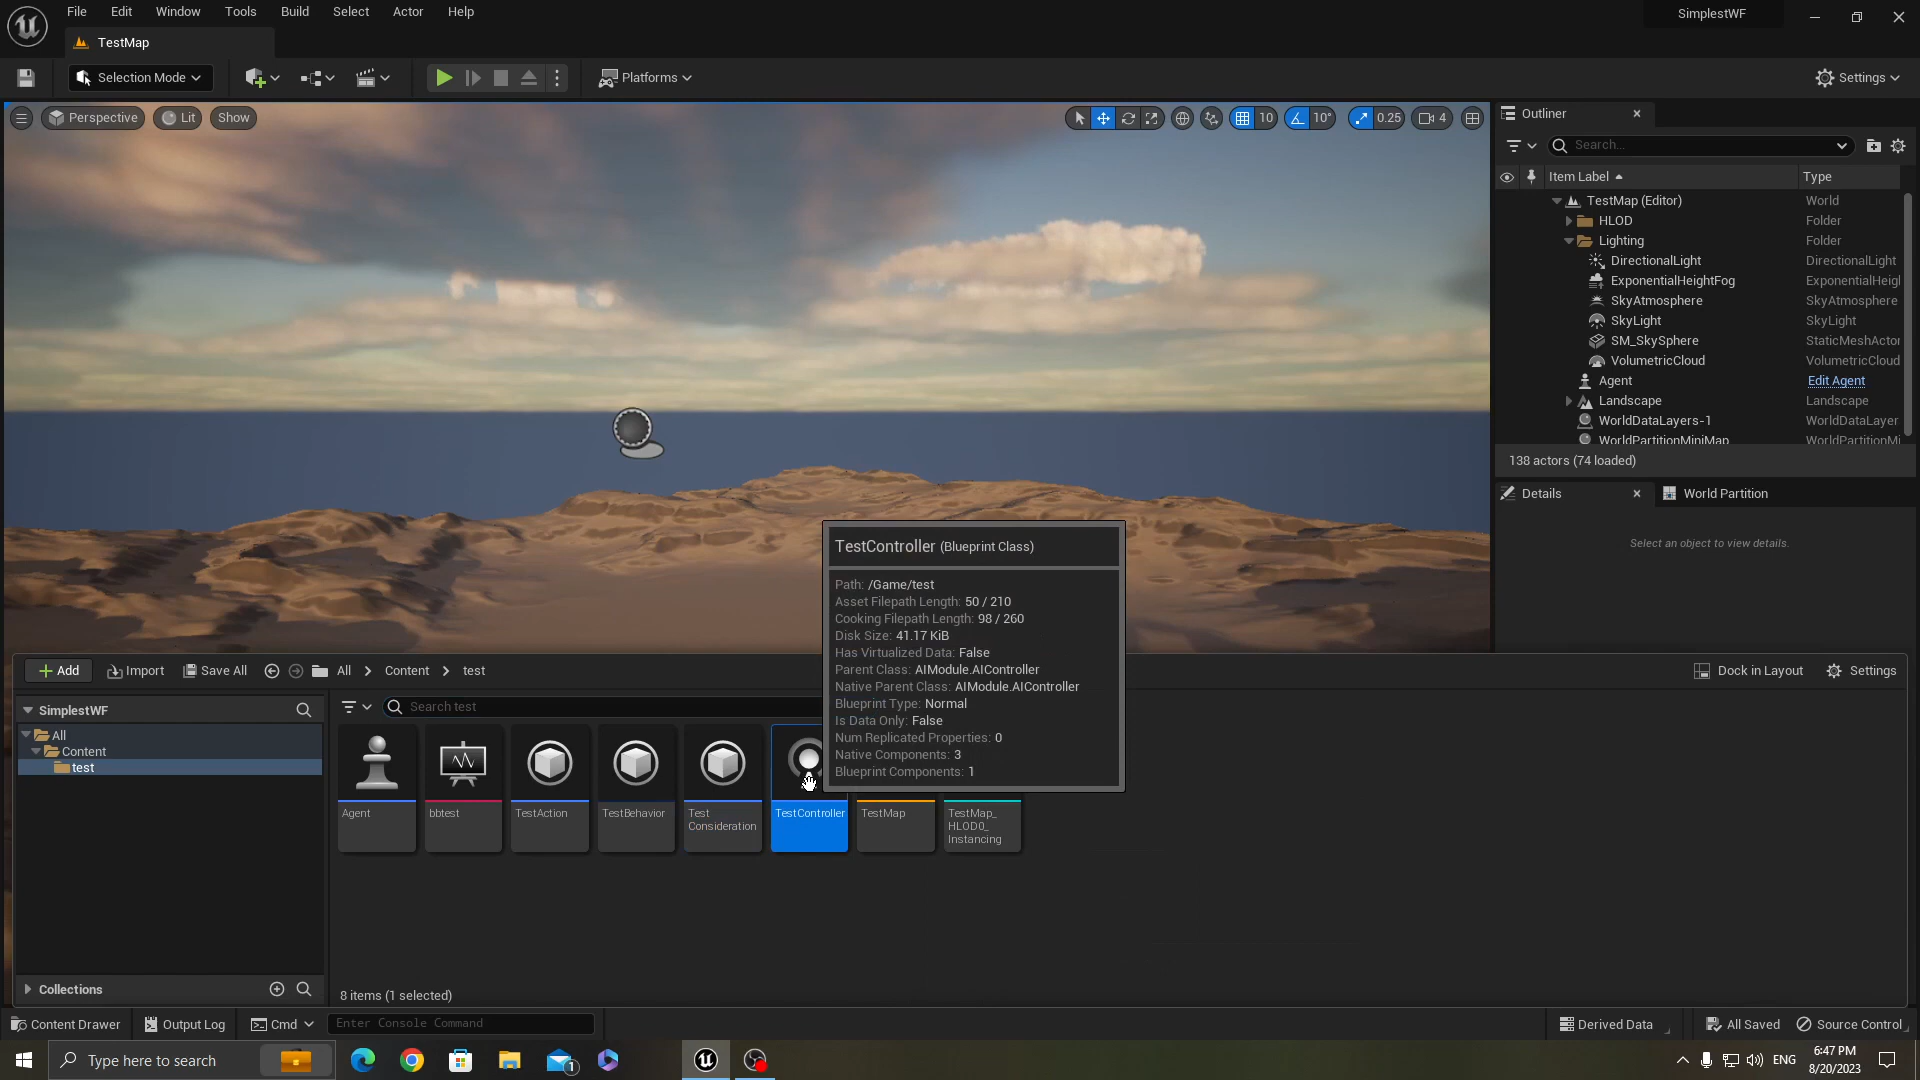 File Edit Window Tools Build Select Actor Help
SimplestWF
TestMap
Selection Mode
Platforms
Settings
Perspective Lit Show
10 10° 0.25 4
Outliner
Search...
Item Label Type
TestMap (Editor) World
HLOD Folder
Lighting Folder
DirectionalLight DirectionalLight
ExponentialHeightFog ExponentialHeigl
SkyAtmosphere SkyAtmosphere
SkyLight SkyLight
SM_SkySphere StaticMeshActor
VolumetricCloud VolumetricCloud
Agent Edit Agent
Landscape Landscape
WorldDataLayers-1 WorldDataLayer
WorldPartitionMiniMap WorldPartitionMi
138 actors (74 loaded)
Details World Partition
Select an object to view details.
TestController (Blueprint Class)
Path: /Game/test
Asset Filepath Length: 50 / 210
Cooking Filepath Length: 98 / 260
Disk Size: 41.17 KiB
Has Virtualized Data: False
Parent Class: AIModule.AIController
Native Parent Class: AIModule.AIController
Blueprint Type: Normal
Is Data Only: False
Num Replicated Properties: 0
Native Components: 3
Blueprint Components: 1
Add Import Save All All Content test
Dock in Layout Settings
SimplestWF
Search test
All
Content
test
Agent
bbtest
TestAction
TestBehavior
Test
Consideration
TestController
TestMap
TestMap_
HLOD0_
Instancing
Collections
8 items (1 selected)
Content Drawer Output Log Cmd Enter Console Command
Derived Data All Saved Source Control
Type here to search
1
ENG
6:47 PM
8/20/2023